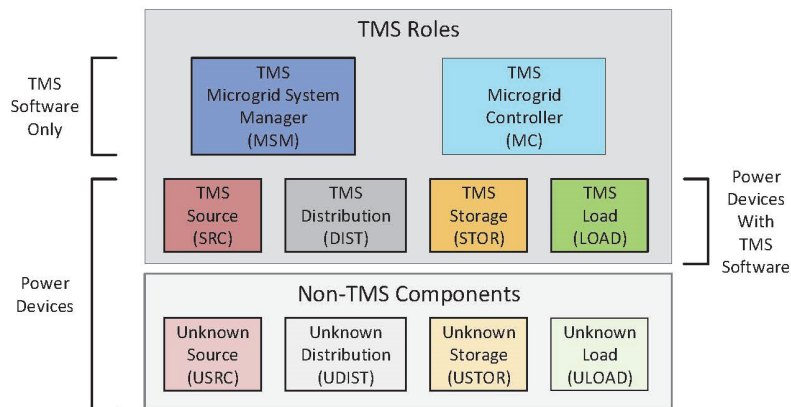 TMS Roles
TMS
Software
Only
TMS
Microgrid System
Manager
(MSM)
TMS
Microgrid
Controller
(MC)
TMS
Source
(SRC)
TMS
Distribution
(DIST)
TMS
Storage
(STOR)
TMS
Load
(LOAD)
Power
Devices
With
TMS
Software
Power
Devices
Non-TMS Components
Unknown
Source
(USRC)
Unknown
Distribution
(UDIST)
Unknown
Storage
(USTOR)
Unknown
Load
(ULOAD)